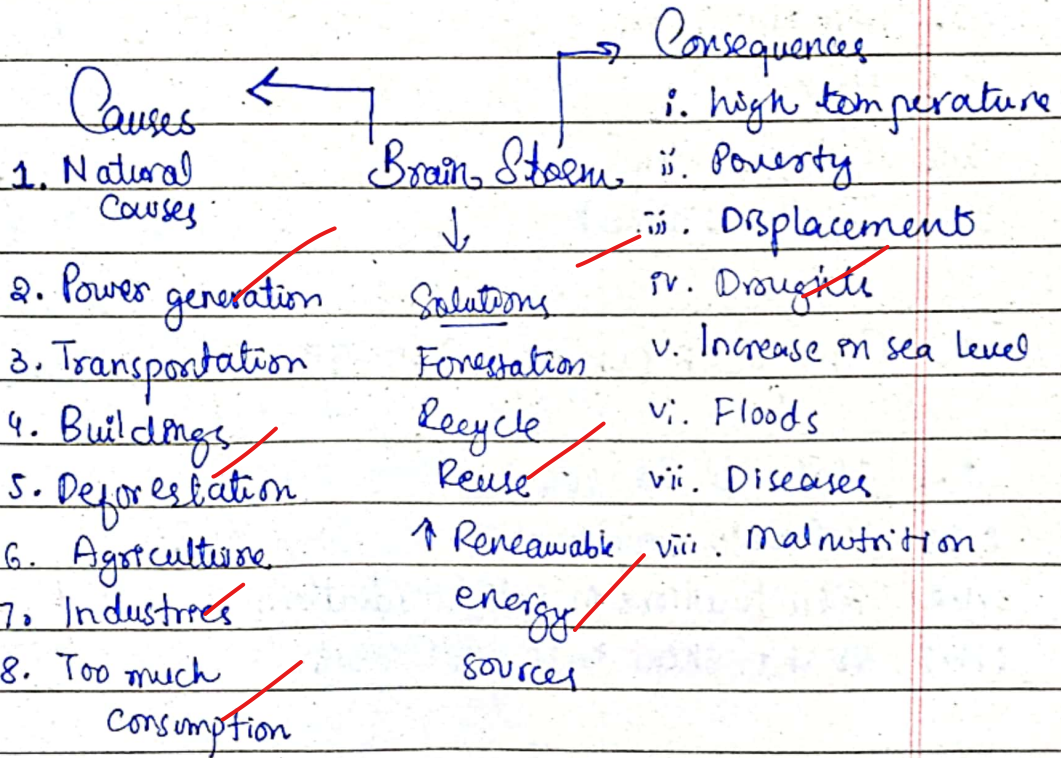 Consequences
Causes
i. high temperature
1. Natural
causes
Brain Storm
ii. Poverty
iii. Displacement
2. Power generation
Solutions
iv. Droughts
3. Transportation
Forestation
v. Increase in sea level
4. Buildings
Recycle
vi. Floods
5. Deforestation
Reuse
vii. Diseases
6. Agriculture
↑ Reneawable
viii. Malnutrition
7. Industries
energy
8. Too much
sources
consumption